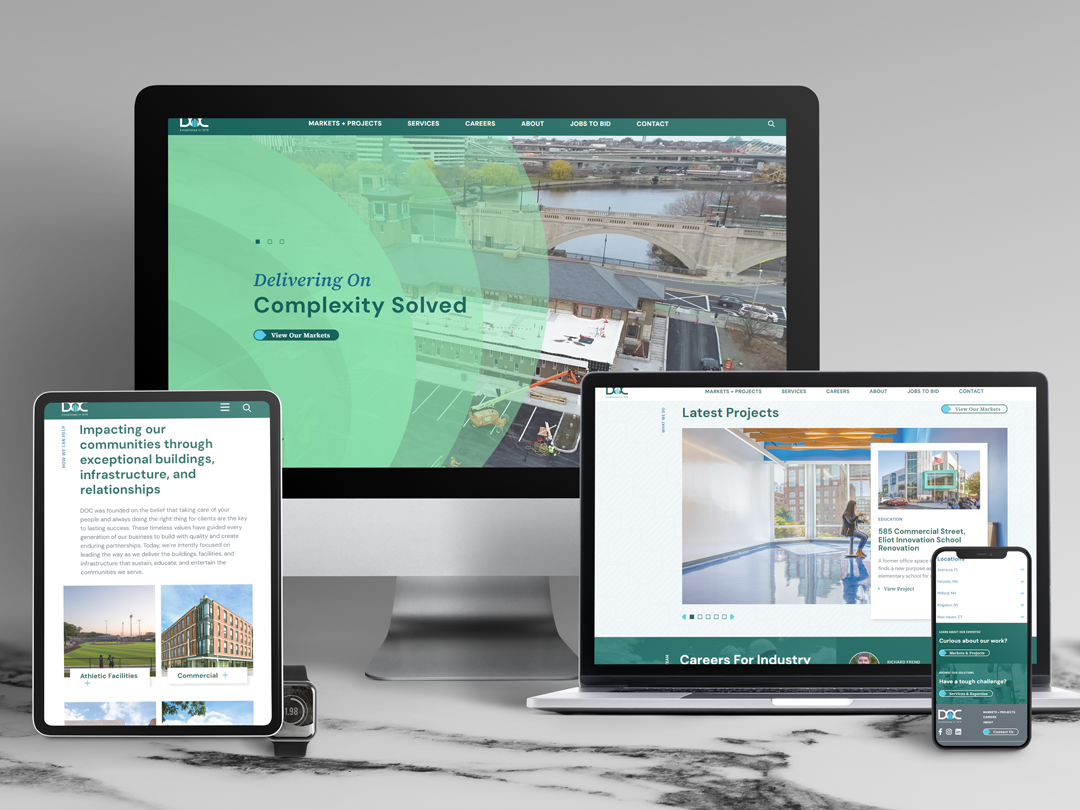 DOC
MARKETS + PROJECTS
SERVICES
CAREERS
ABOUT
JOBS TO BID
CONTACT
Delivering On
Complexity Solved
View Our Markets
DOC
HOW WE CAN HELP
Impacting our
communities through
exceptional buildings,
infrastructure, and
relationships
DOC was founded on the belief that taking care of your
people and always doing the right thing for clients are the key
to lasting success. These timeless values have guided every
generation of our business to build with quality and create
enduring partnerships. Today, we're intently focused on
leading the way as we deliver the buildings, facilities, and
infrastructure that sustain, educate, and entertain the
communities we serve.
Athletic Facilities
+
Commercial +
1.98
DOC
MARKETS + PROJECTS
SERVICES
CAREERS
ABOUT
JOBS TO BID
CONTACT
WHAT WE DO
Latest Projects
View Our Markets
EDUCATION
585 Commercial Street,
Eliot Innovation School
Renovation
A former office space
finds a new purpose as
elementary school for
View Project
Careers For Industry
RICHARD FREND
Locations
LEARN ABOUT OUR EXPERTISE
Curious about our work?
Markets & Projects
BROWSE OUR SOLUTIONS
Have a tough challenge?
Services & Expertise
DOC
MARKETS + PROJECTS
CAREERS
ABOUT
Contact Us